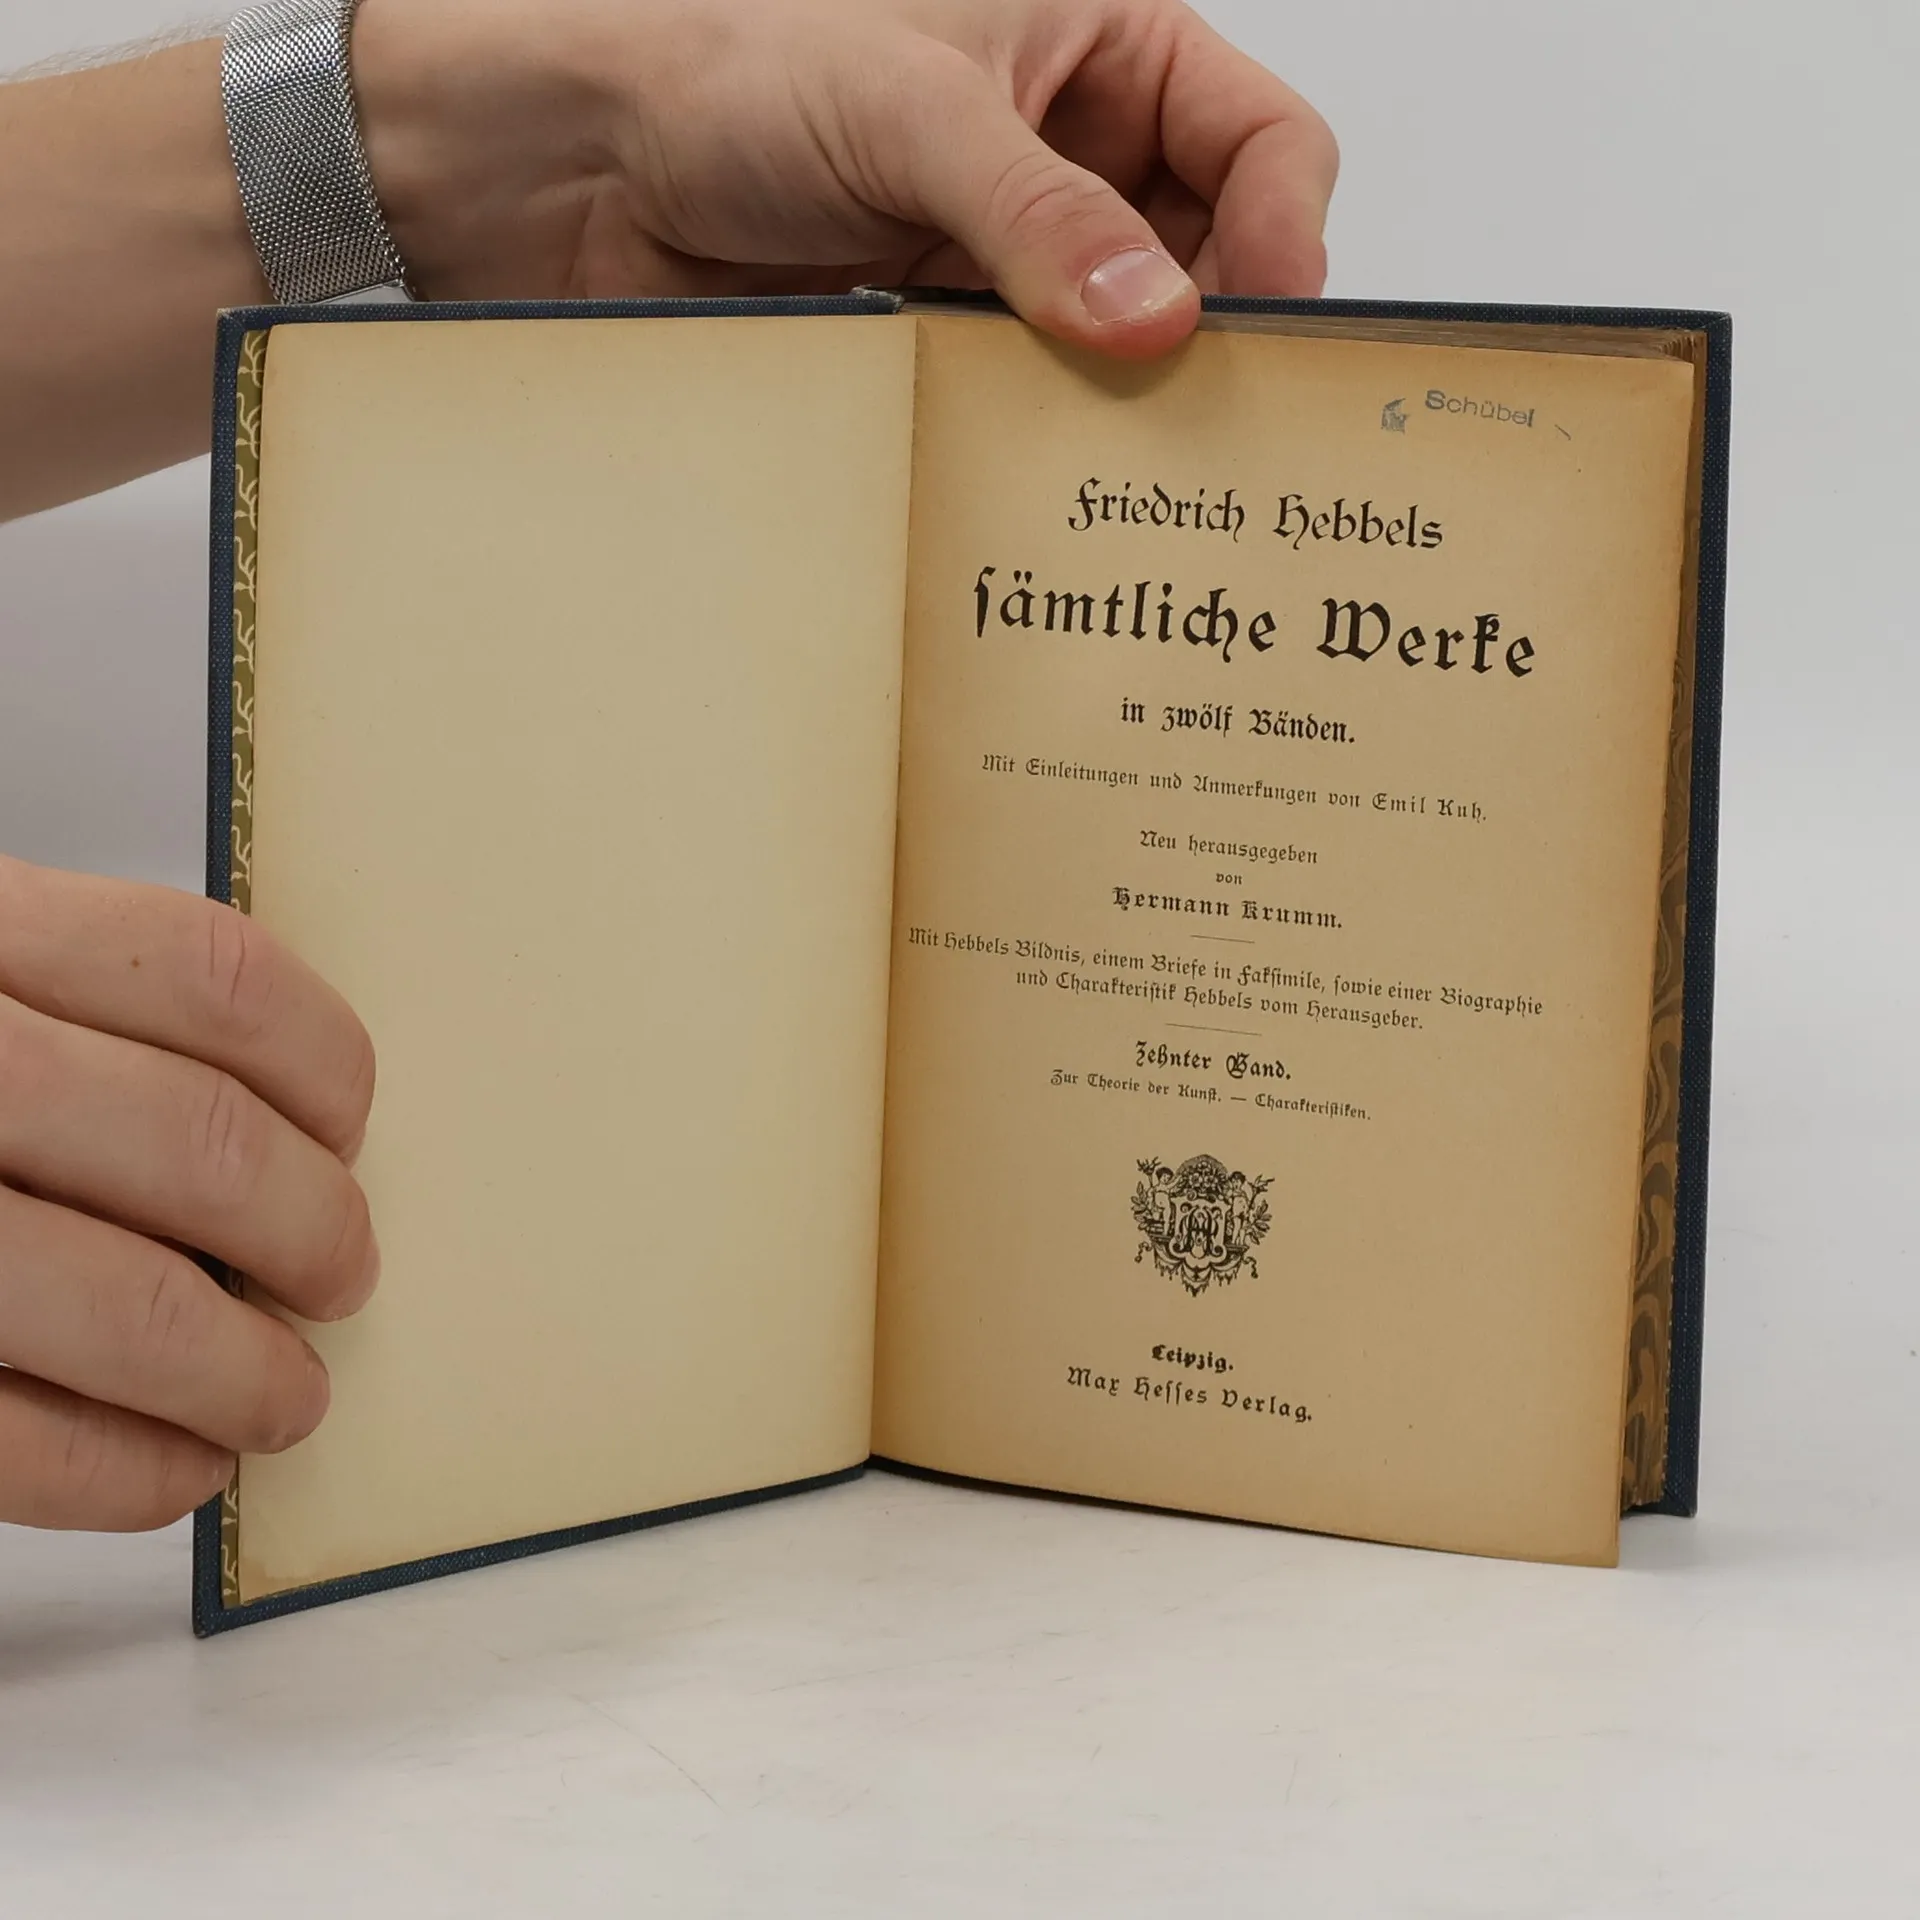 Schübel
Friedrich Hebbels
sämtliche Werke
in zwölf Bänden.
Mit Einleitungen und Anmerkungen von Emil Kuh.
Neu herausgegeben
von
Hermann Krumm.
Mit Hebbels Bildnis, einem Briefe in Faksimile, sowie einer Biographie
und Charakteristik Hebbels vom Herausgeber.
Zehnter Band.
Zur Theorie der Kunst. — Charakteristiken.
Leipzig.
Max Hesses Verlag.